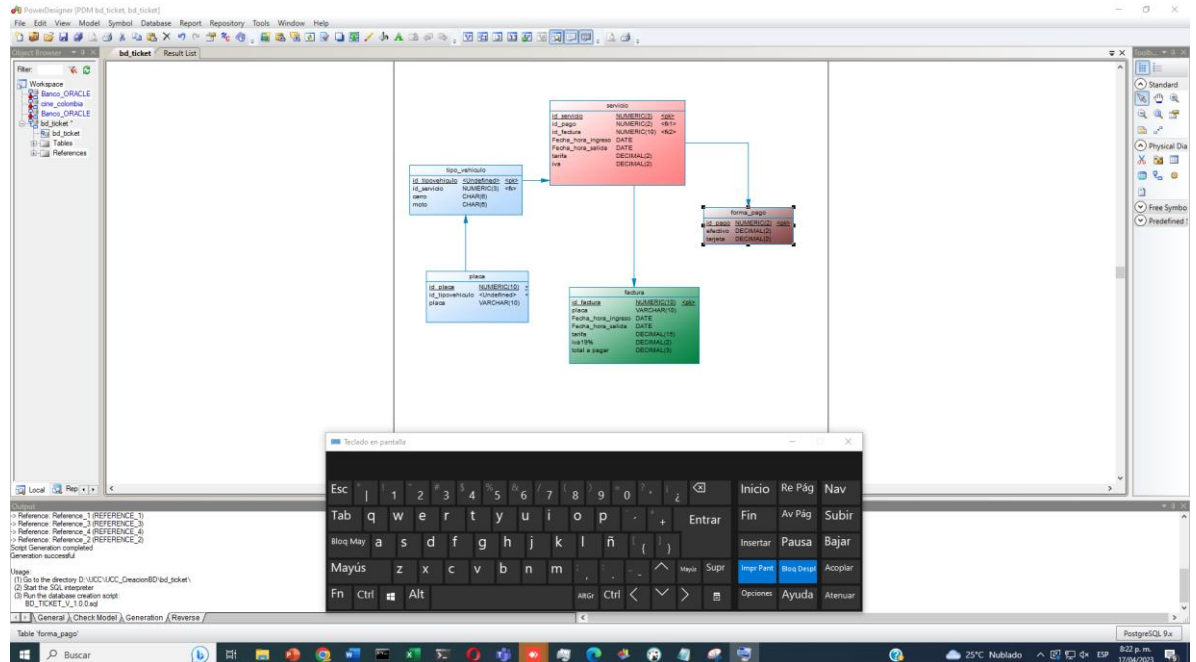 PowerDesigner [PDM bd_ticket, bd_ticket]
File Edit View Model Symbol Database Report Repository Tools Window Help
Object Browser
bd_ticket Result List
Filter:
Workspace
Banco_ORACLE
cine_colombia
Banco_ORACLE
bd_ticket *
bd_ticket
Tables
References
Local Rep
Standard
Physical Dia
Free Symbo
Predefined
servicio
id_servicio NUMERIC(3) <pk>
id_pago NUMERIC(2) <fk1>
id_factura NUMERIC(10) <fk2>
Fecha_hora_ingreso DATE
Fecha_hora_salida DATE
tarifa DECIMAL(2)
iva DECIMAL(2)
tipo_vehiculo
id_tipovehiculo <Undefined> <pk>
id_servicio NUMERIC(3) <fk>
carro CHAR(6)
moto CHAR(6)
forma_pago
id_pago NUMERIC(2) <pk>
efectivo DECIMAL(2)
tarjeta DECIMAL(2)
placa
id_placa NUMERIC(10)
id_tipovehiculo <Undefined>
placa VARCHAR(10)
factura
id_factura NUMERIC(10) <pk>
placa VARCHAR(10)
Fecha_hora_ingreso DATE
Fecha_hora_salida DATE
tarifa DECIMAL(15)
iva19% DECIMAL(2)
total a pagar DECIMAL(3)
Teclado en pantalla
Esc | 1 2 3 4 5 6 7 8 9 0 Inicio Re Pág Nav
Tab q w e r t y u i o p + Entrar Fin Av Pág Subir
Bloq May a s d f g h j k l ñ { } Insertar Pausa Bajar
Mayús z x c v b n m , . - Mayús Supr Impr Pant Bloq Despl Acoplar
Fn Ctrl Alt AltGr Ctrl Opciones Ayuda Atenuar
Output
-> Reference: Reference_1 (REFERENCE_1)
-> Reference: Reference_3 (REFERENCE_3)
-> Reference: Reference_4 (REFERENCE_4)
-> Reference: Reference_2 (REFERENCE_2)
Script Generation completed
Generation successful
Usage:
(1) Go to the directory D:\UCC\UCC_CreacionBD\bd_ticket\
(2) Start the SQL interpreter
(3) Run the database creation script:
BD_TICKET_V_1.0.0.sql
General Check Model Generation Reverse
Table 'forma_pago' PostgreSQL 9.x
Buscar 25°C Nublado ESP 8:22 p. m.
17/04/2023